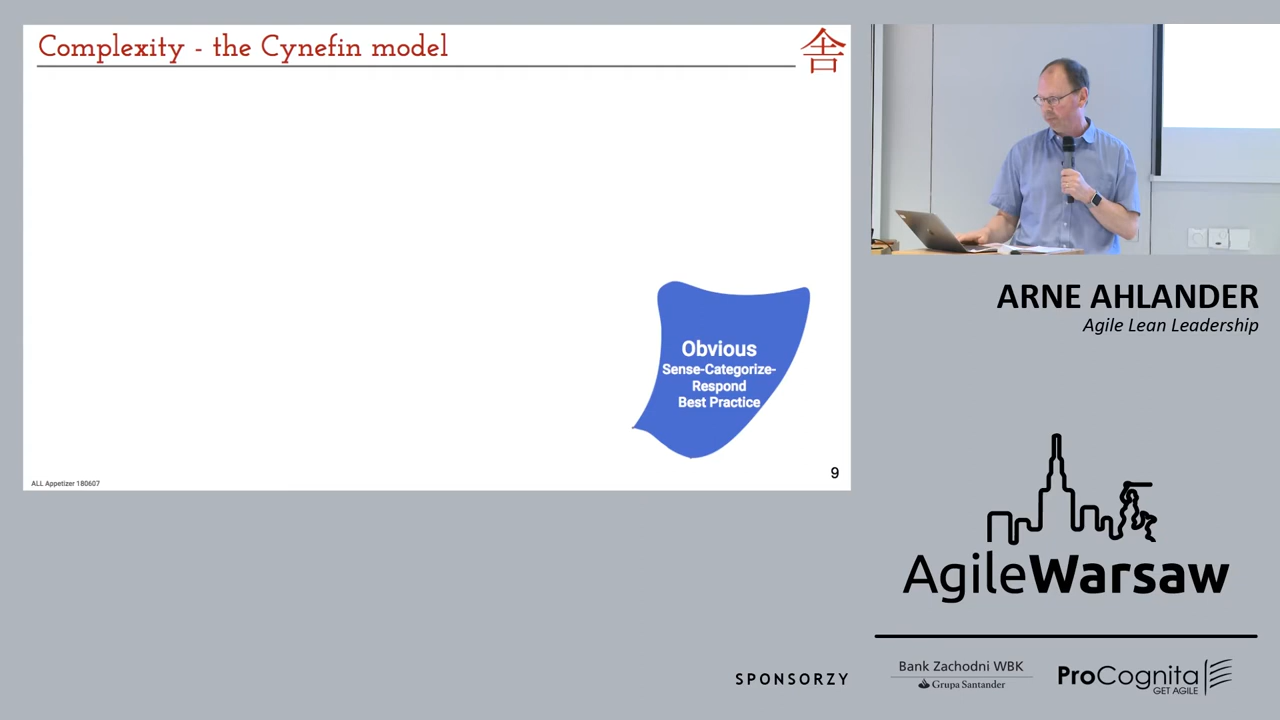 Complexity - the Cynefin model
舎
Obvious
Sense-Categorize-
Respond
Best Practice
9
ALL Appetizer 180607
ARNE AHLANDER
Agile Lean Leadership
AgileWarsaw
SPONSORZY
Bank Zachodni WBK
Grupa Santander
ProCognita
GET AGILE